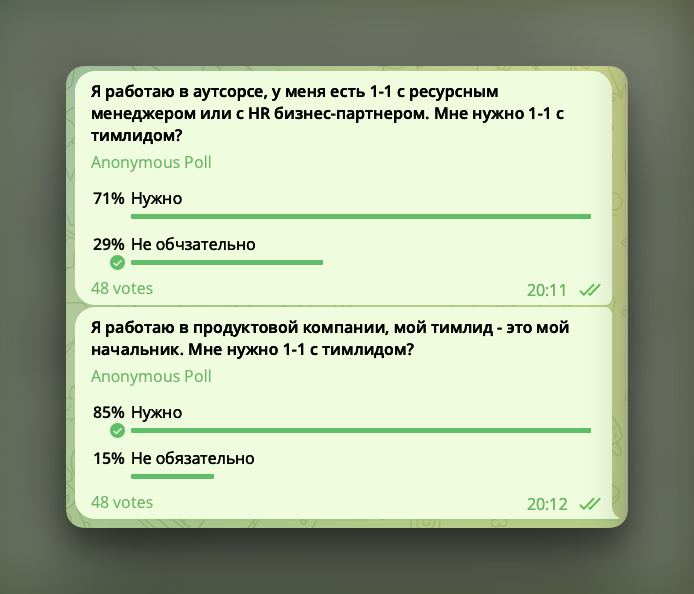 Я работаю в аутсорсе, у меня есть 1-1 с ресурсным
менеджером или с HR бизнес-партнером. Мне нужно 1-1 с
тимлидом?
Anonymous Poll
71% Нужно
29% Не обчзательно
48 votes 20:11
Я работаю в продуктовой компании, мой тимлид - это мой
начальник. Мне нужно 1-1 с тимлидом?
Anonymous Poll
85% Нужно
15% Не обязательно
48 votes 20:12